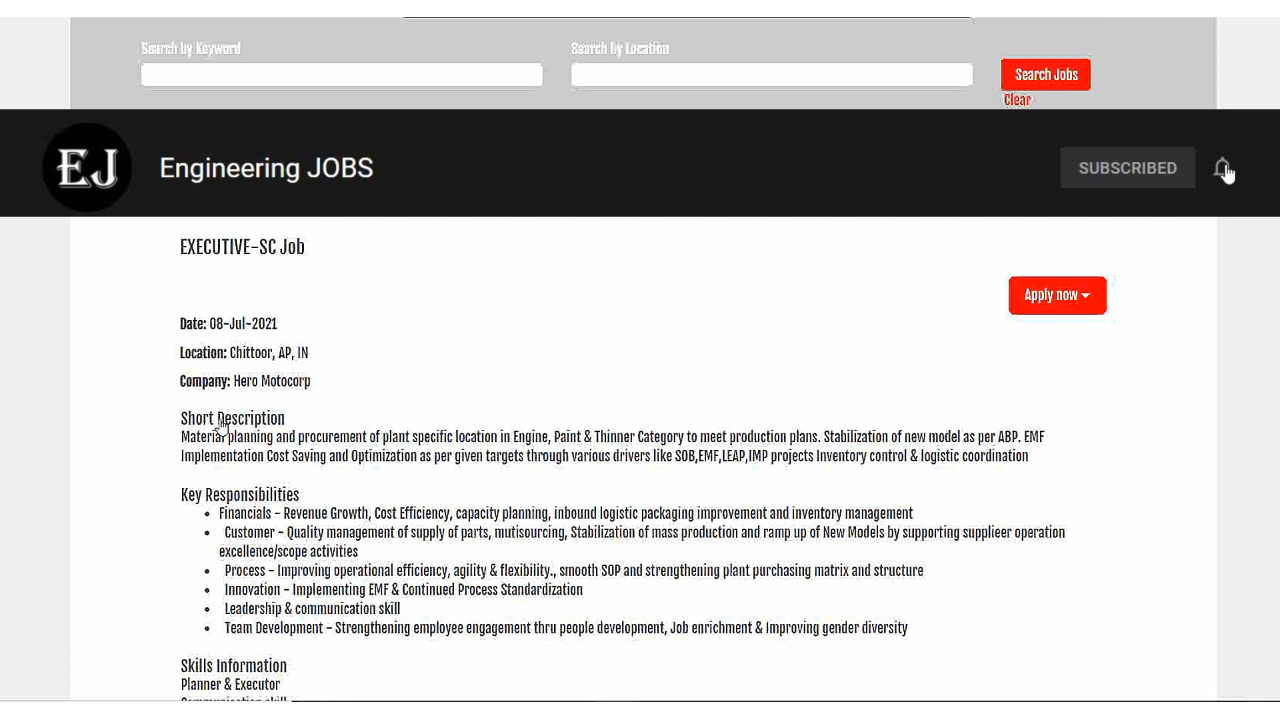 Search by Keyword
Search by Location
Search Jobs
Clear
EJ
Engineering JOBS
SUBSCRIBED
EXECUTIVE-SC Job
Apply now
Date: 08-Jul-2021
Location: Chittoor, AP, IN
Company: Hero Motocorp
Short Description
Material planning and procurement of plant specific location in Engine, Paint & Thinner Category to meet production plans. Stabilization of new model as per ABP. EMF
Implementation Cost Saving and Optimization as per given targets through various drivers like SOB,EMF,LEAP,IMP projects Inventory control & logistic coordination
Key Responsibilities
• Financials - Revenue Growth, Cost Efficiency, capacity planning, inbound logistic packaging improvement and inventory management
• Customer - Quality management of supply of parts, mutisourcing, Stabilization of mass production and ramp up of New Models by supporting supplieer operation
excellence/scope activities
• Process - Improving operational efficiency, agility & flexibility., smooth SOP and strengthening plant purchasing matrix and structure
• Innovation - Implementing EMF & Continued Process Standardization
• Leadership & communication skill
• Team Development - Strengthening employee engagement thru people development, Job enrichment & Improving gender diversity
Skills Information
Planner & Executor
Communication skill